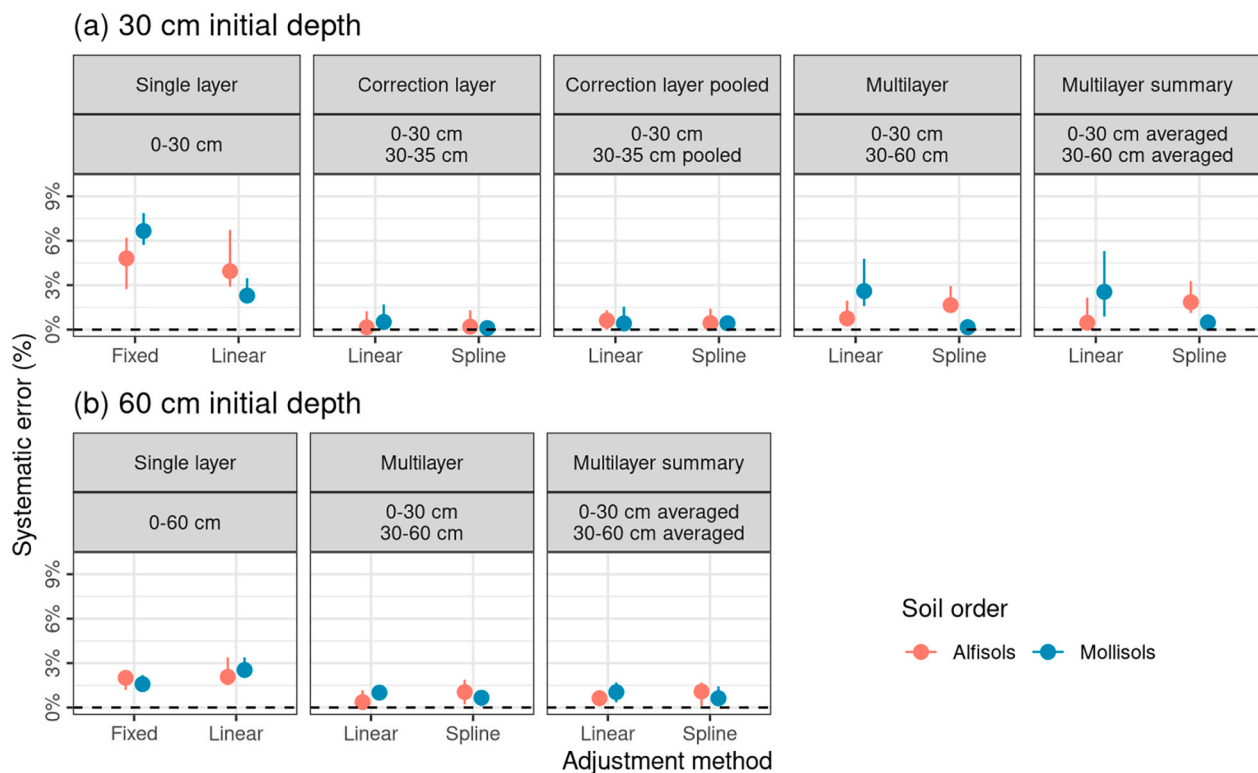 (a) 30 cm initial depth
Single layer
Correction layer
Correction layer pooled
Multilayer
Multilayer summary
0-30 cm
0-30 cm
30-35 cm
0-30 cm
30-35 cm pooled
0-30 cm
30-60 cm
0-30 cm averaged
30-60 cm averaged
9%
6%
3%
0%
Fixed
Linear
Linear
Spline
Linear
Spline
Linear
Spline
Linear
Spline
Systematic error (%)
(b) 60 cm initial depth
Single layer
Multilayer
Multilayer summary
0-60 cm
0-30 cm
30-60 cm
0-30 cm averaged
30-60 cm averaged
9%
6%
3%
0%
Fixed
Linear
Linear
Spline
Linear
Spline
Adjustment method
Soil order
Alfisols
Mollisols